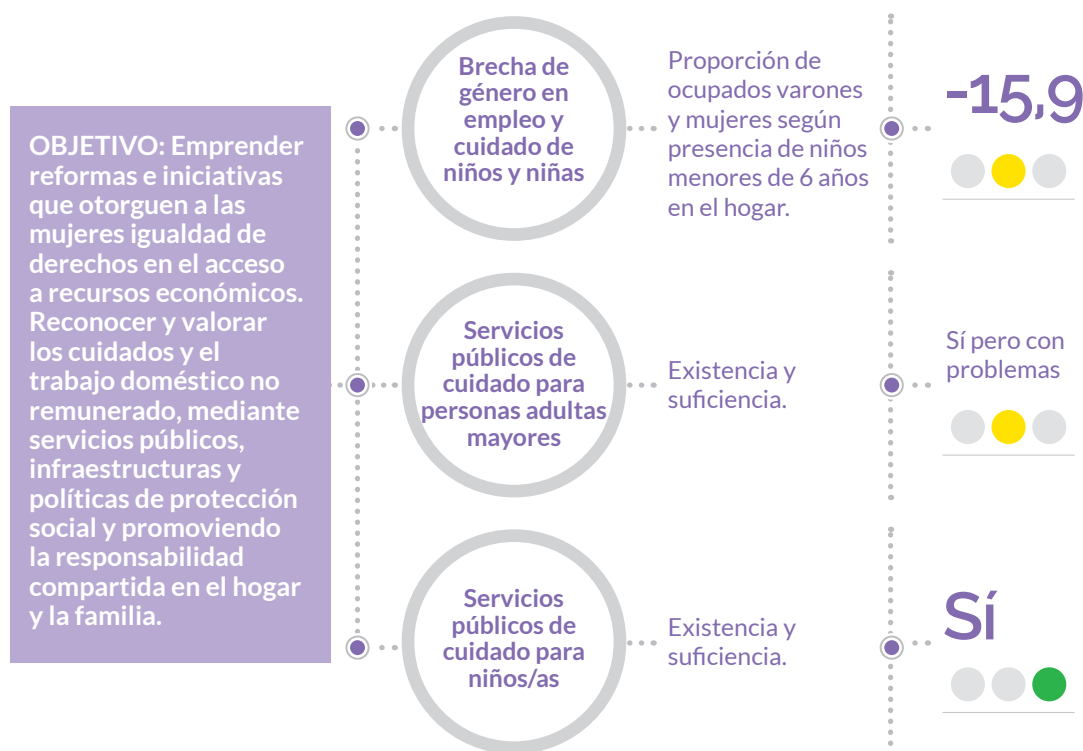 OBJETIVO: Emprender
reformas e iniciativas
que otorguen a las
mujeres igualdad de
derechos en el acceso
a recursos económicos.
Reconocer y valorar
los cuidados y el
trabajo doméstico no
remunerado, mediante
servicios públicos,
infraestructuras y
políticas de protección
social y promoviendo
la responsabilidad
compartida en el hogar
y la familia.
Brecha de
género en
empleo y
cuidado de
niños y niñas
Proporción de
ocupados varones
y mujeres según
presencia de niños
menores de 6 años
en el hogar.
-15,9
Servicios
públicos de
cuidado para
personas adultas
mayores
Existencia y
suficiencia.
Sí pero con
problemas
Servicios
públicos de
cuidado para
niños/as
Existencia y
suficiencia.
Sí